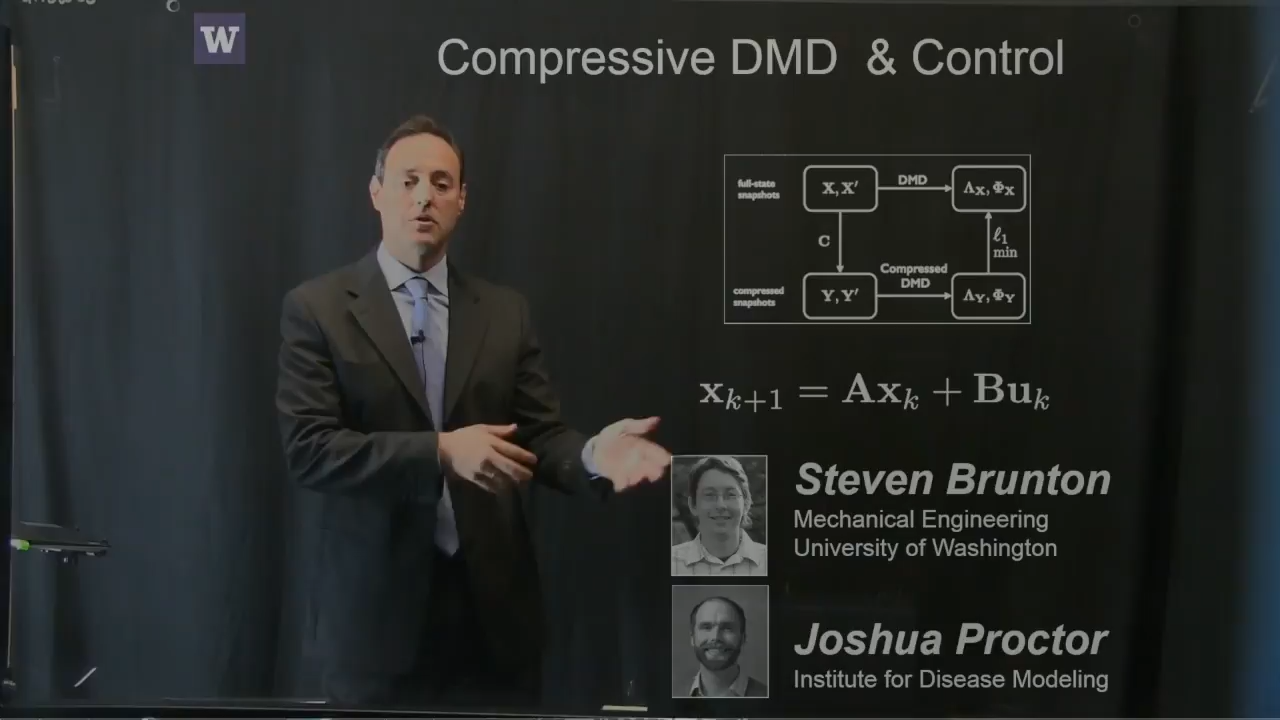 W
Compressive DMD & Control
full-state
snapshots
X, X′
DMD
Λ_X, Φ_X
C
ℓ₁
min
compressed
snapshots
Y, Y′
Compressed
DMD
Λ_Y, Φ_Y
x_{k+1} = Ax_k + Bu_k
Steven Brunton
Mechanical Engineering
University of Washington
Joshua Proctor
Institute for Disease Modeling